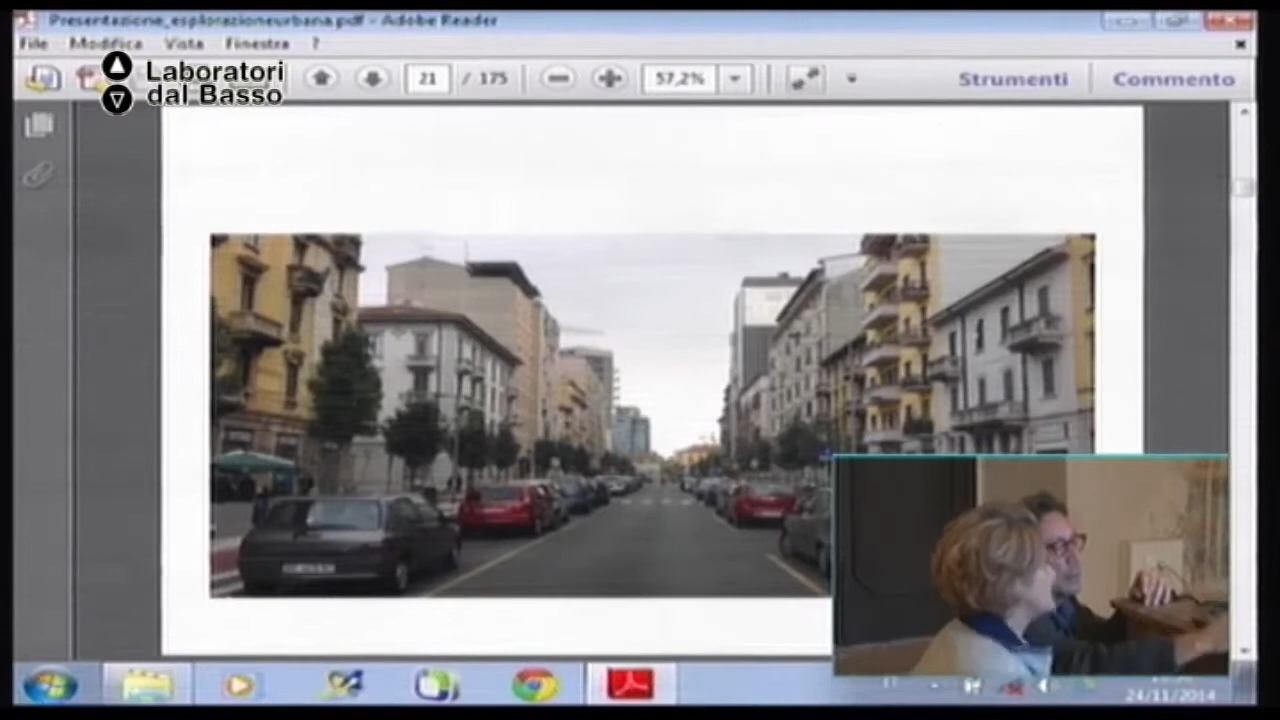 Presentazione_esplorazioneurbana.pdf - Adobe Reader
File Modifica Vista Finestra ?
Laboratori
dal Basso
21 / 175
57,2%
Strumenti
Commento
24/11/2014